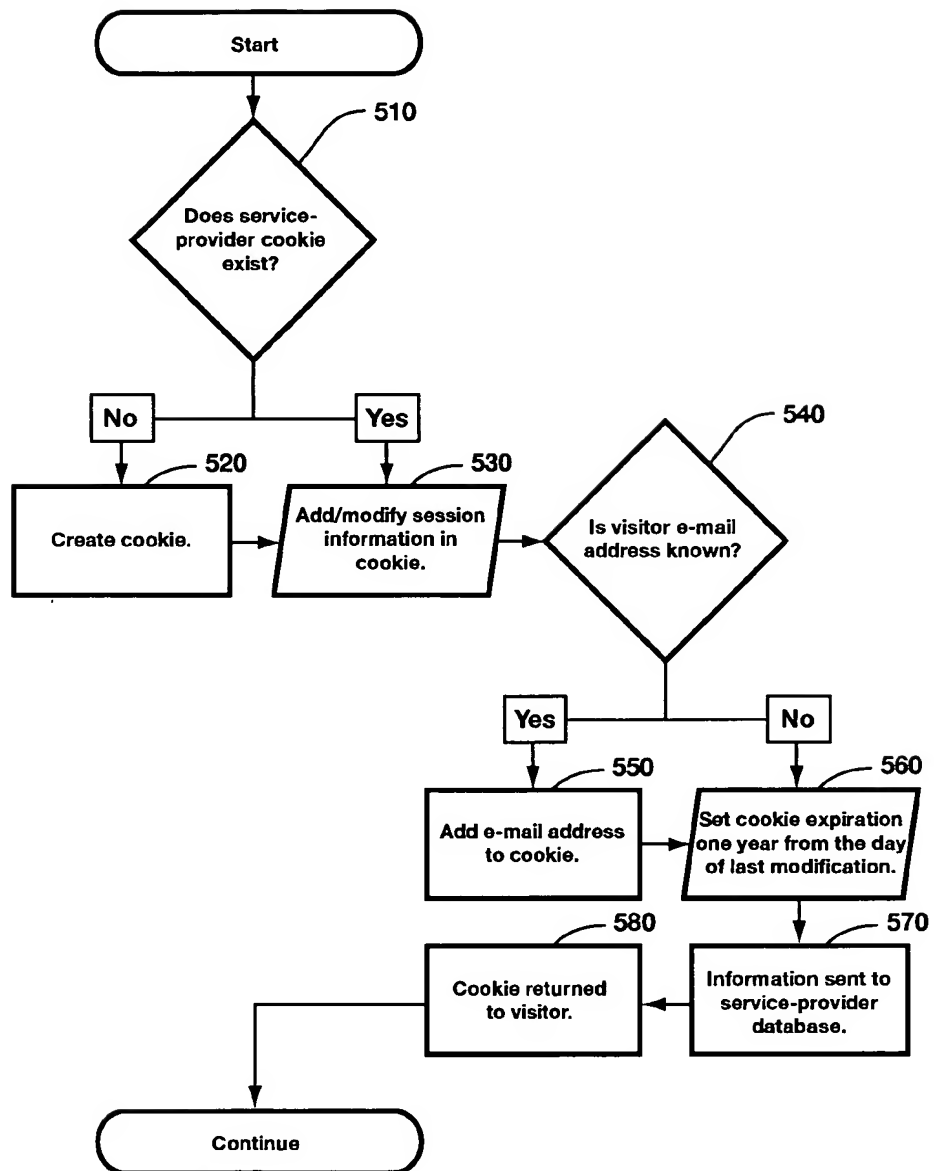 Start
510
Does service-
provider cookie
exist?
No
Yes
520
530
540
Create cookie.
Add/modify session
information in
cookie.
Is visitor e-mail
address known?
Yes
No
550
560
Add e-mail address
to cookie.
Set cookie expiration
one year from the day
of last modification.
580
570
Cookie returned
to visitor.
Information sent to
service-provider
database.
Continue